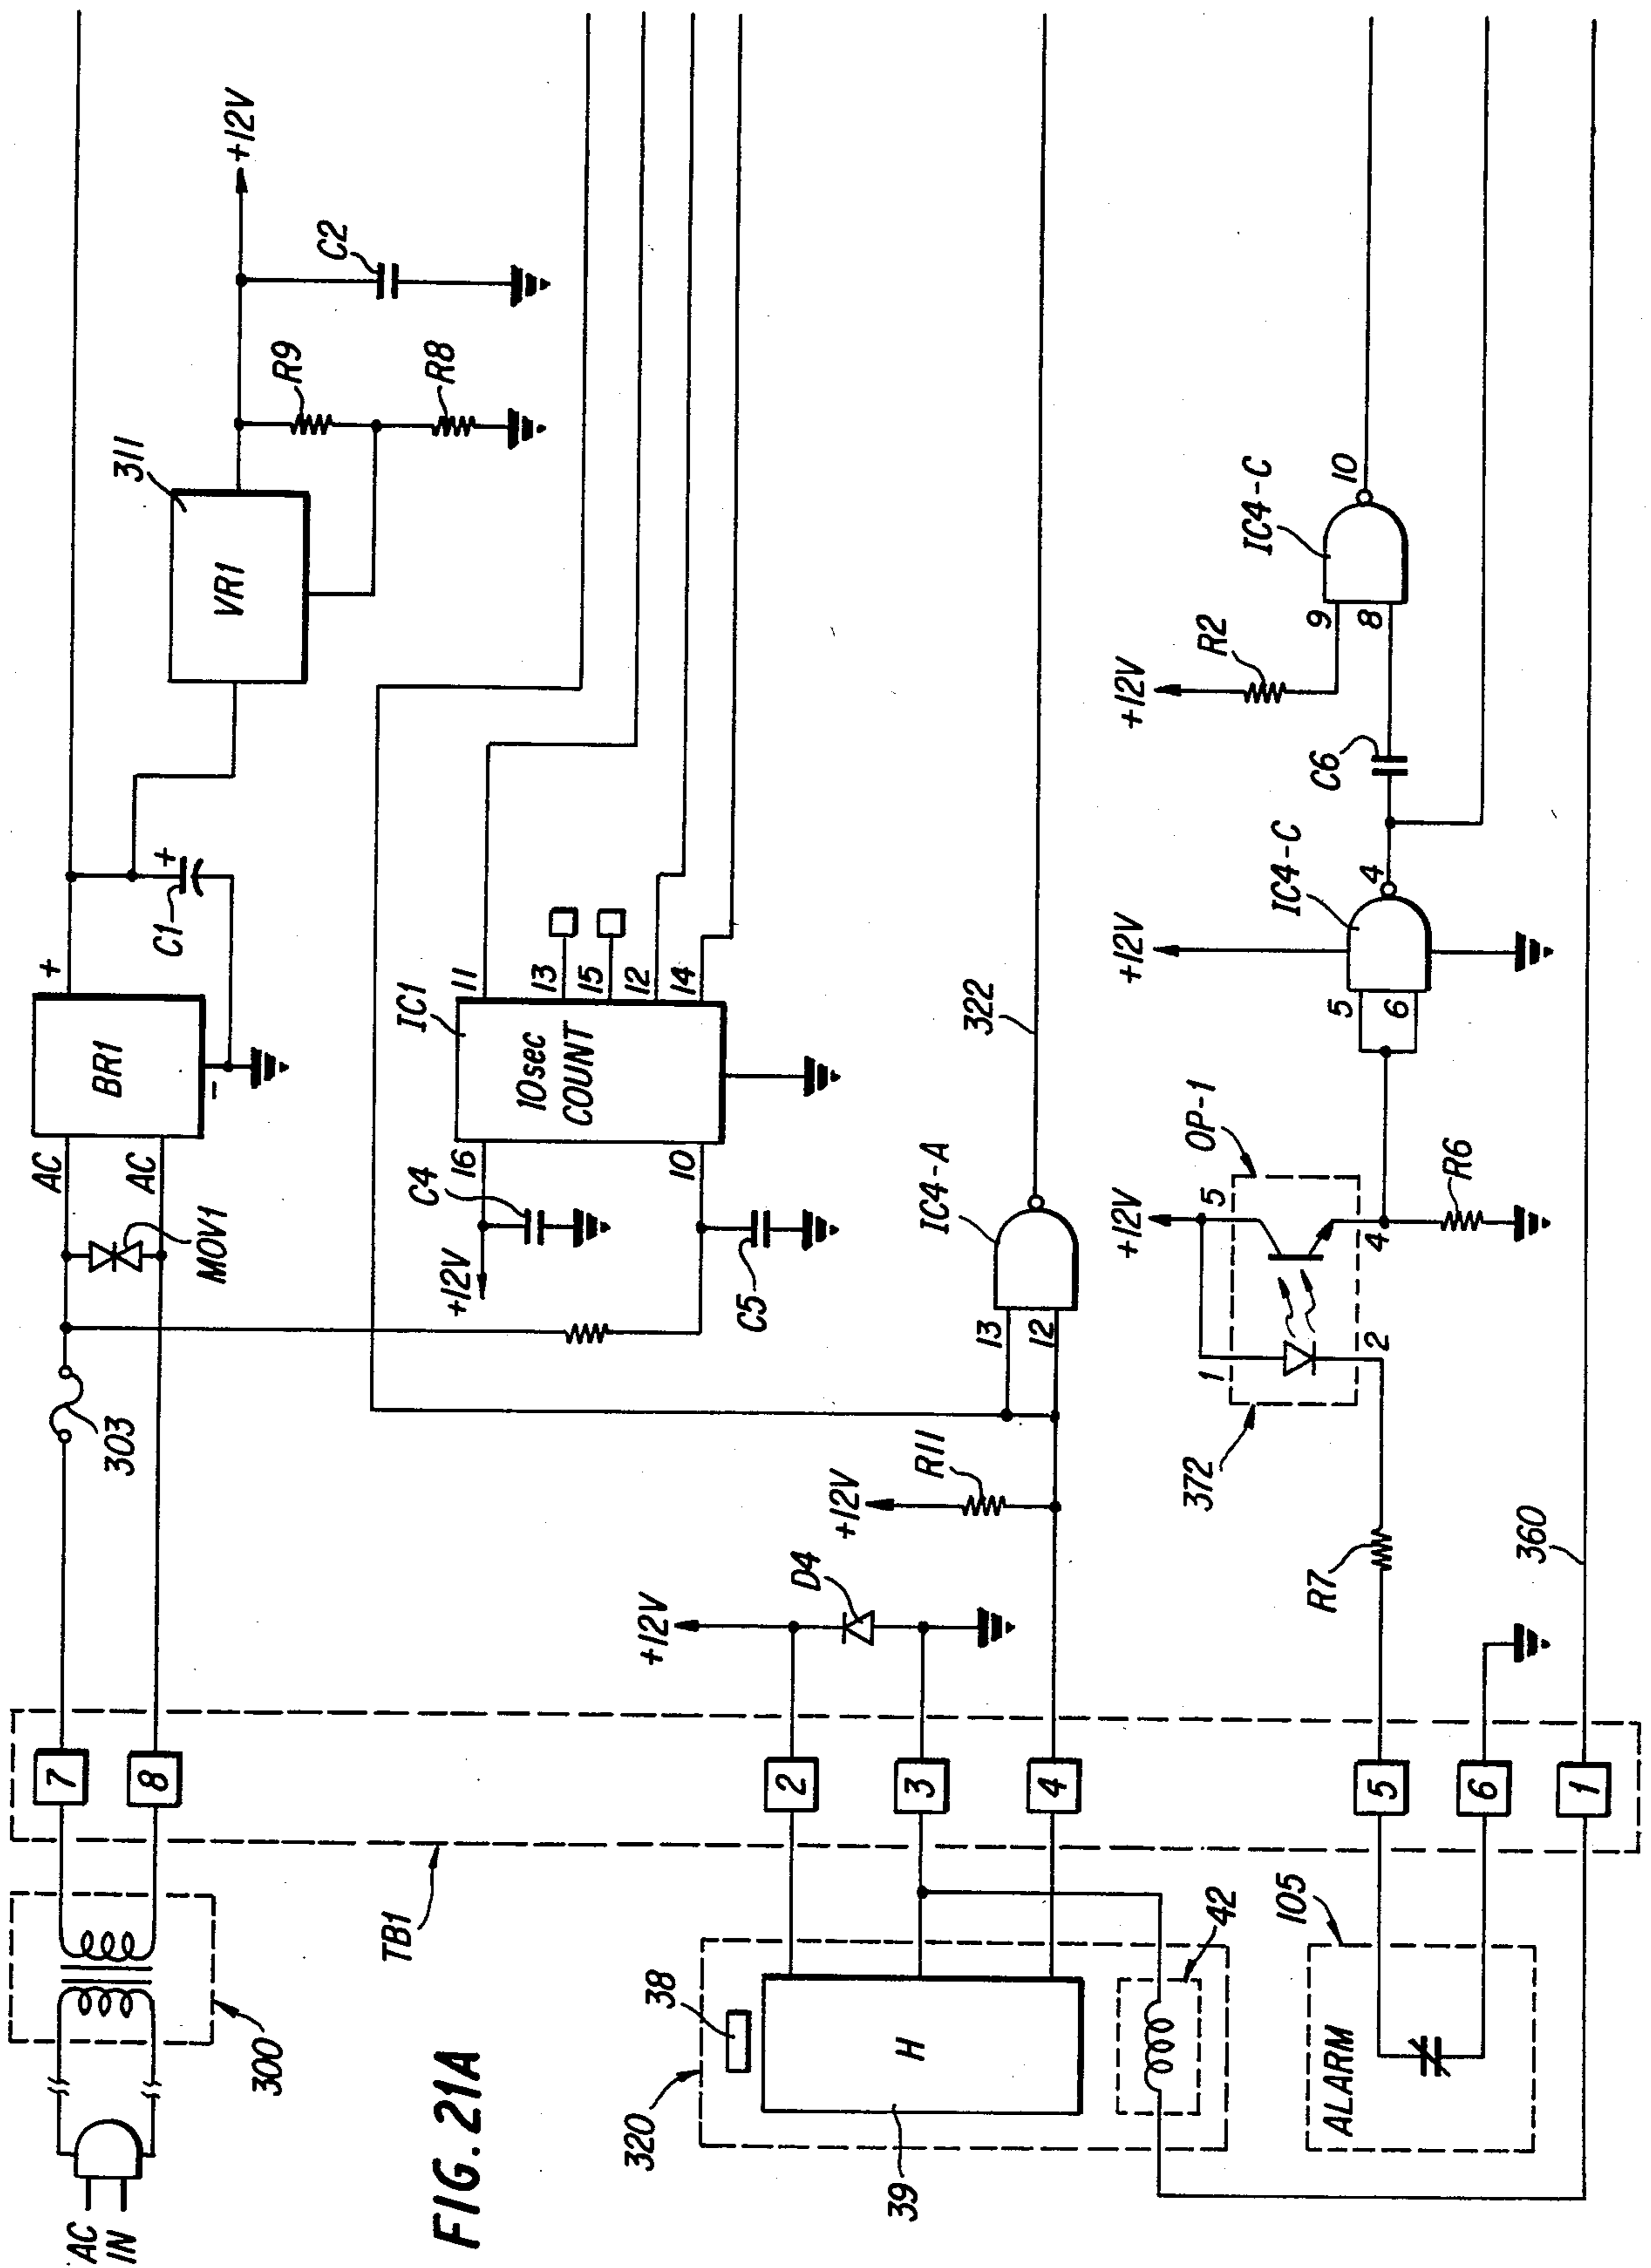 AC
IN
300
TB1
7
8
303
MOV1
AC
AC
BR1
+
-
C1
+
VR1
311
R9
R8
C2
+12V
+12V
C4
16
10
C5
IC1
10sec
COUNT
11
13
15
12
14
320
38
H
39
42
2
3
4
+12V
D4
+12V
R11
13
12
IC4-A
322
ALARM
105
5
6
1
R7
360
372
1
2
+12V
5
4
OP-1
R6
5
6
+12V
IC4-C
4
C6
+12V
R2
9
8
IC4-C
10
FIG. 21A